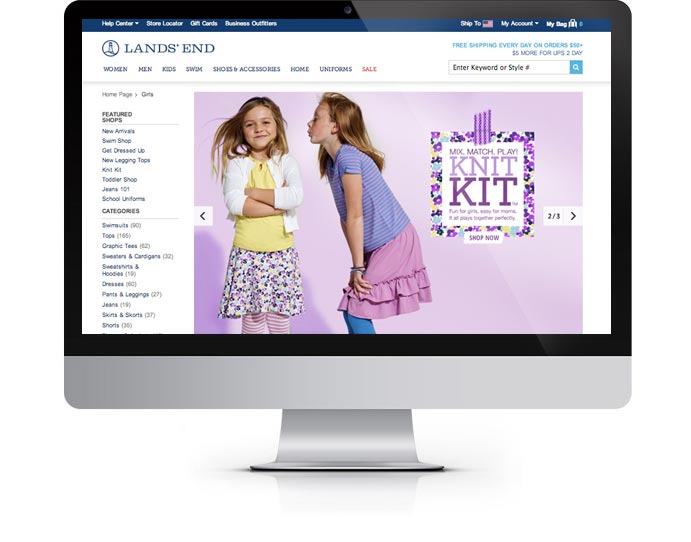 Help Center Store Locator Gift Cards Business Outfitters Ship To My Account My Bag 0
LANDS' END
FREE SHIPPING EVERY DAY ON ORDERS $50+
$5 MORE FOR UPS 2 DAY
WOMEN MEN KIDS SWIM SHOES & ACCESSORIES HOME UNIFORMS SALE
Enter Keyword or Style #
Home Page > Girls
FEATURED
SHOPS
New Arrivals
Swim Shop
Get Dressed Up
New Legging Tops
Knit Kit
Toddler Shop
Jeans 101
School Uniforms
CATEGORIES
Swimsuits (90)
Tops (165)
Graphic Tees (62)
Sweaters & Cardigans (32)
Sweatshirts &
Hoodies (19)
Dresses (60)
Pants & Leggings (27)
Jeans (19)
Skirts & Skorts (37)
Shorts (36)
MIX. MATCH. PLAY!
KNIT
KIT™
Fun for girls, easy for moms.
It all plays together perfectly.
SHOP NOW
2 / 3